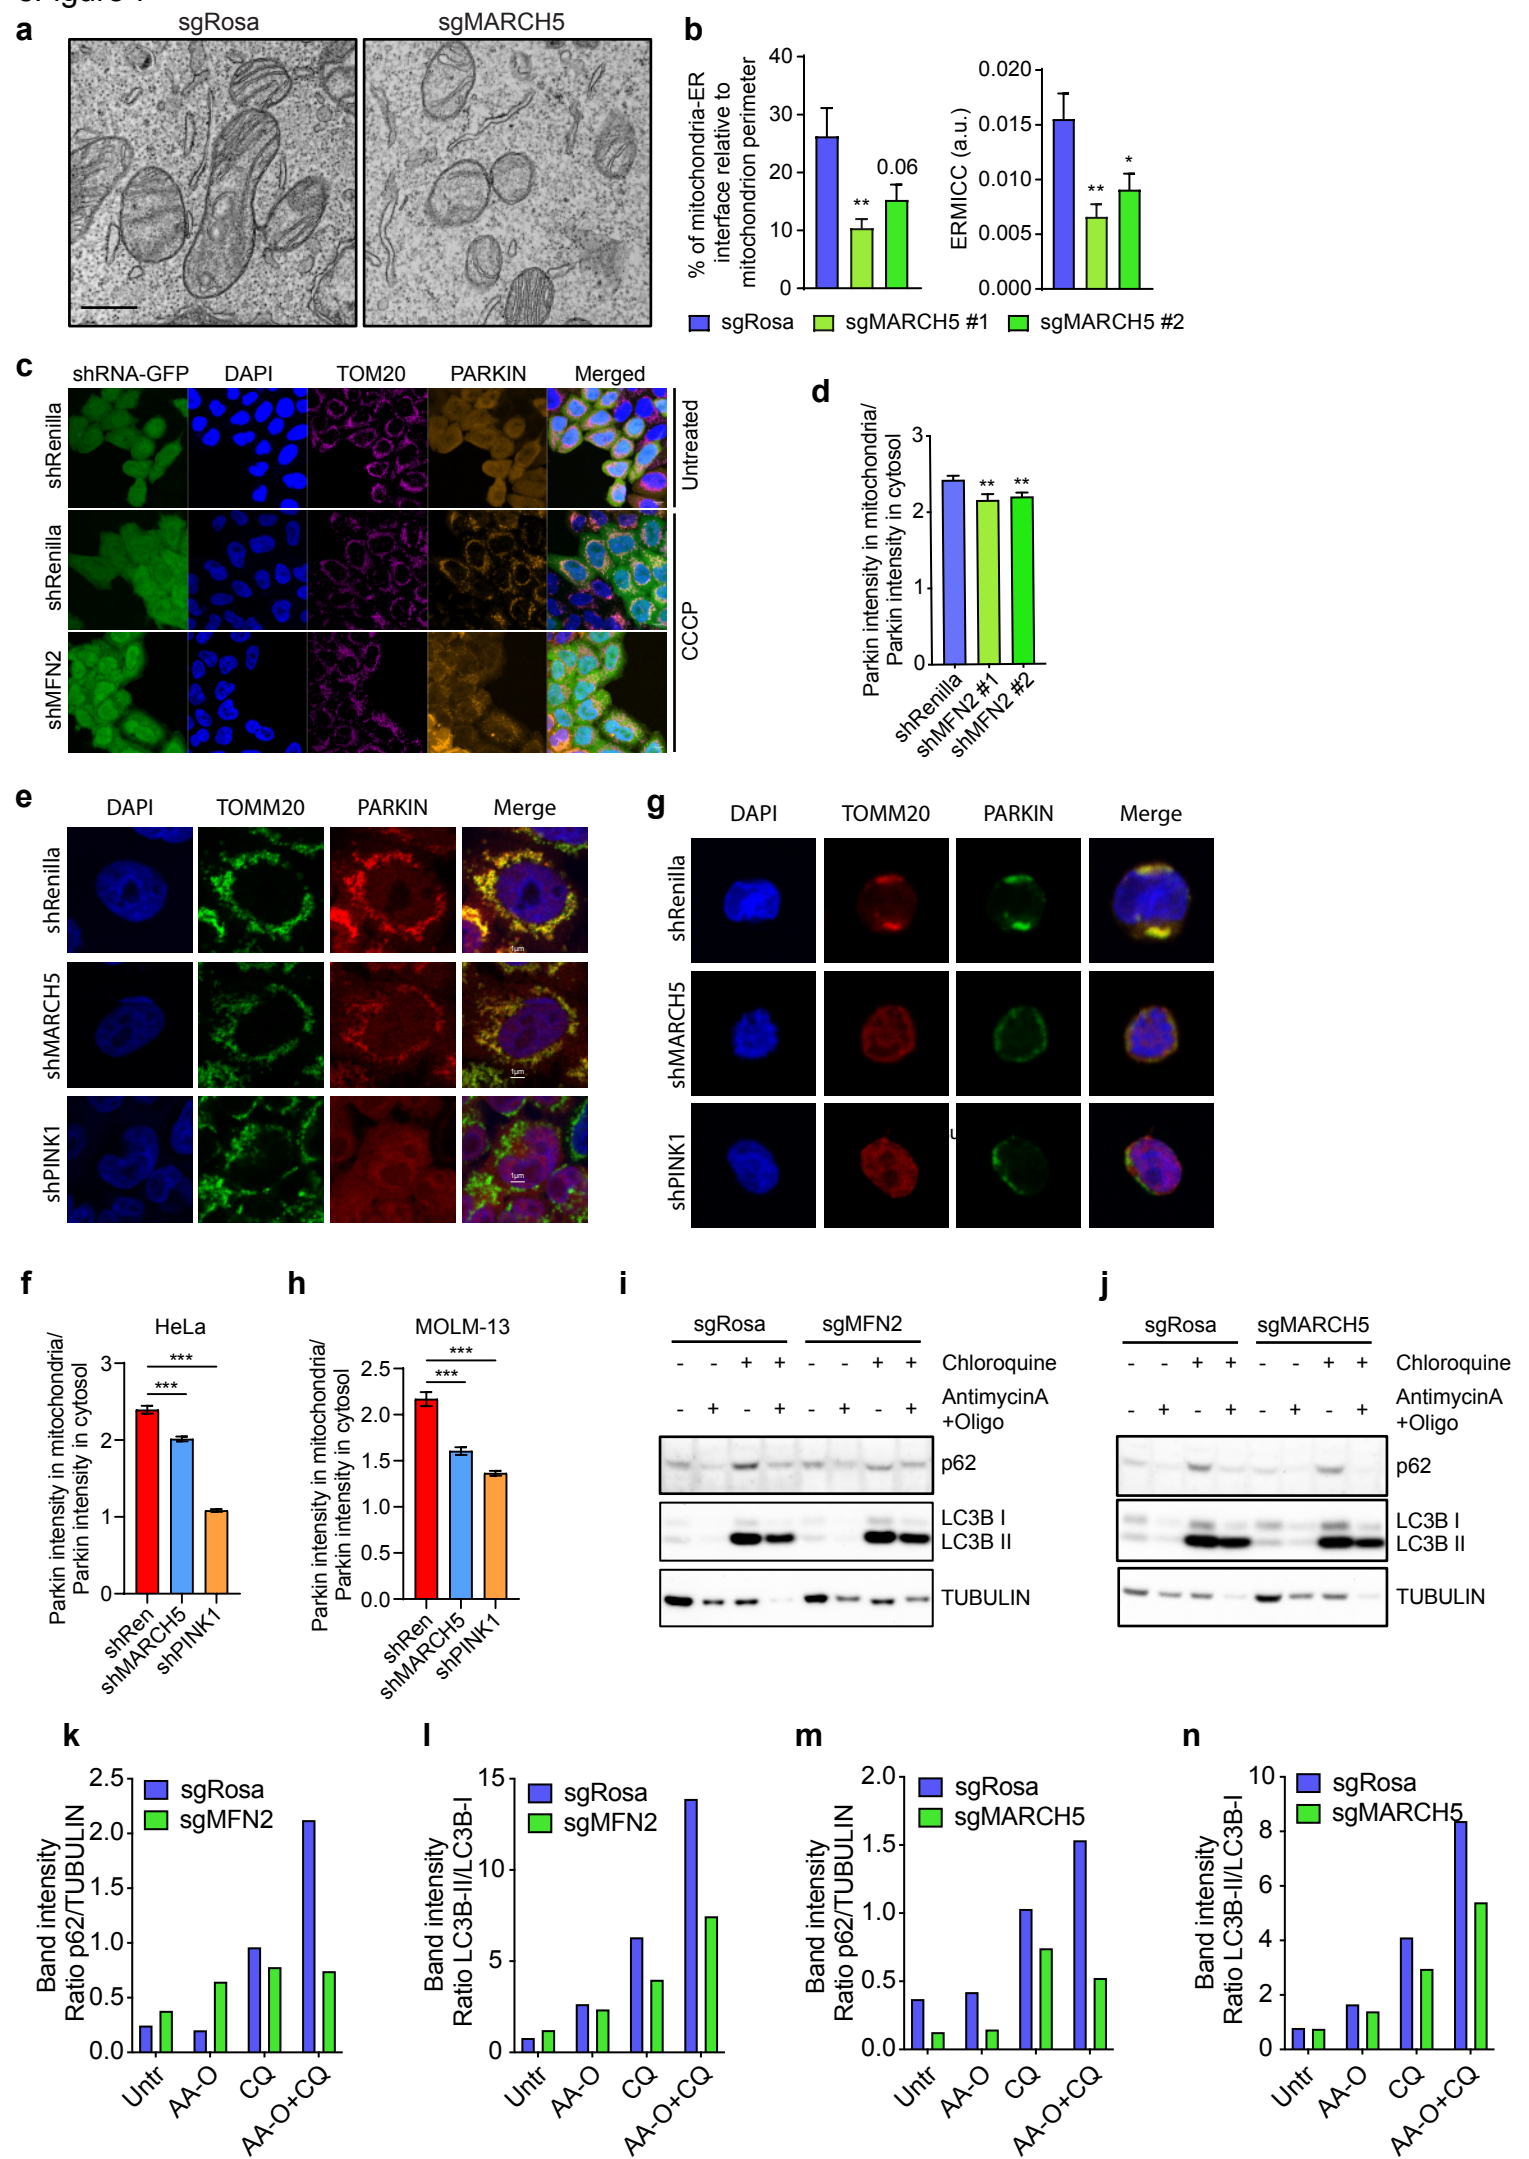 a
sgRosa
sgMARCH5
b
% of mitochondria-ER
interface relative to
mitochondrion perimeter
40
30
20
10
0
**
0.06
ERMICC (a.u.)
0.020
0.015
0.010
0.005
0.000
**
*
sgRosa
sgMARCH5 #1
sgMARCH5 #2
c
shRNA-GFP
DAPI
TOM20
PARKIN
Merged
shRenilla
shRenilla
shMFN2
Untreated
CCCP
d
Parkin intensity in mitochondria/
Parkin intensity in cytosol
3
2
1
0
**
**
shRenilla
shMFN2 #1
shMFN2 #2
e
DAPI
TOMM20
PARKIN
Merge
shRenilla
shMARCH5
shPINK1
1µm
1µm
1µm
g
DAPI
TOMM20
PARKIN
Merge
shRenilla
shMARCH5
shPINK1
f
HeLa
Parkin intensity in mitochondria/
Parkin intensity in cytosol
3
2
1
0
***
***
shRen
shMARCH5
shPINK1
h
MOLM-13
Parkin intensity in mitochondria/
Parkin intensity in cytosol
2.5
2.0
1.5
1.0
0.5
0.0
***
***
shRen
shMARCH5
shPINK1
i
sgRosa
sgMFN2
- - + + - - + + Chloroquine
- + - + - + - + AntimycinA
+Oligo
p62
LC3B I
LC3B II
TUBULIN
j
sgRosa
sgMARCH5
- - + + - - + + Chloroquine
- + - + - + - + AntimycinA
+Oligo
p62
LC3B I
LC3B II
TUBULIN
k
Band intensity
Ratio p62/TUBULIN
2.5
2.0
1.5
1.0
0.5
0.0
sgRosa
sgMFN2
Untr
AA-O
CQ
AA-O+CQ
l
Band intensity
Ratio LC3B-II/LC3B-I
15
10
5
0
sgRosa
sgMFN2
Untr
AA-O
CQ
AA-O+CQ
m
Band intensity
Ratio p62/TUBULIN
2.0
1.5
1.0
0.5
0.0
sgRosa
sgMARCH5
Untr
AA-O
CQ
AA-O+CQ
n
Band intensity
Ratio LC3B-II/LC3B-I
10
8
6
4
2
0
sgRosa
sgMARCH5
Untr
AA-O
CQ
AA-O+CQ